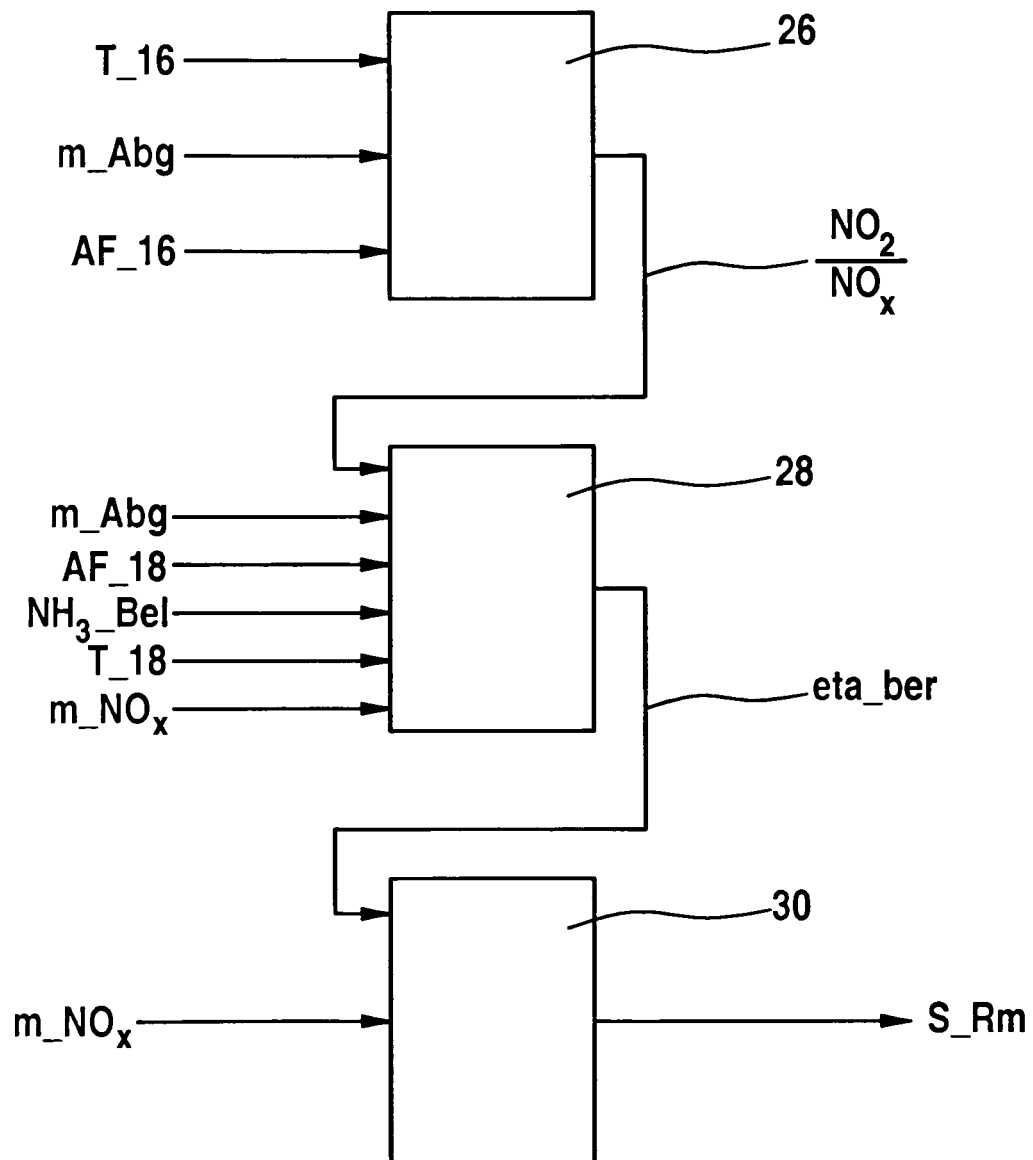 26
T_16
m_Abg
AF_16
NO₂
NOₓ
28
m_Abg
AF_18
NH₃_Bel
T_18
m_NOₓ
eta_ber
30
m_NOₓ
S_Rm